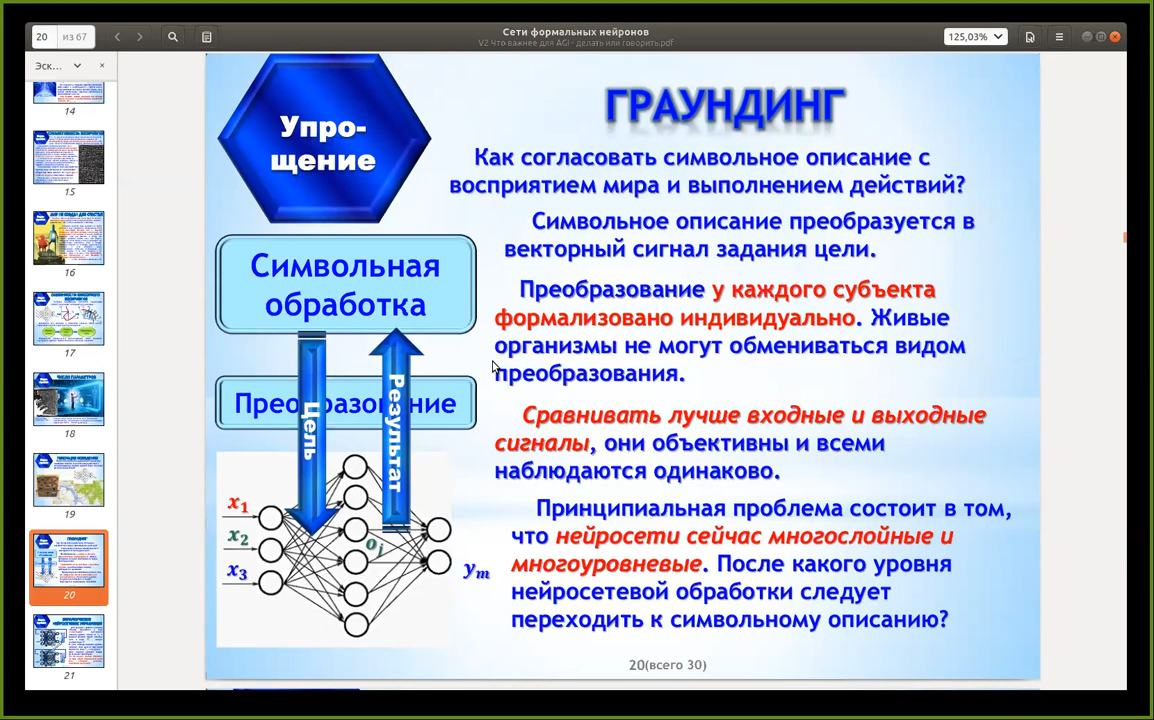 20 из 67
Сети формальных нейронов
V2 Что важнее для AGI - делать или говорить.pdf
125,03%
Эск...
14
15
16
17
18
19
20
21
Упро-
щение
ГРАУНДИНГ
Как согласовать символьное описание с
восприятием мира и выполнением действий?
Символьное описание преобразуется в
векторный сигнал задания цели.
Преобразование у каждого субъекта
формализовано индивидуально. Живые
организмы не могут обмениваться видом
преобразования.
Сравнивать лучше входные и выходные
сигналы, они объективны и всеми
наблюдаются одинаково.
Принципиальная проблема состоит в том,
что нейросети сейчас многослойные и
многоуровневые. После какого уровня
нейросетевой обработки следует
переходить к символьному описанию?
Символьная
обработка
Преобразование
Цель
Результат
x₁
x₂
x₃
oⱼ
yₘ
20(всего 30)